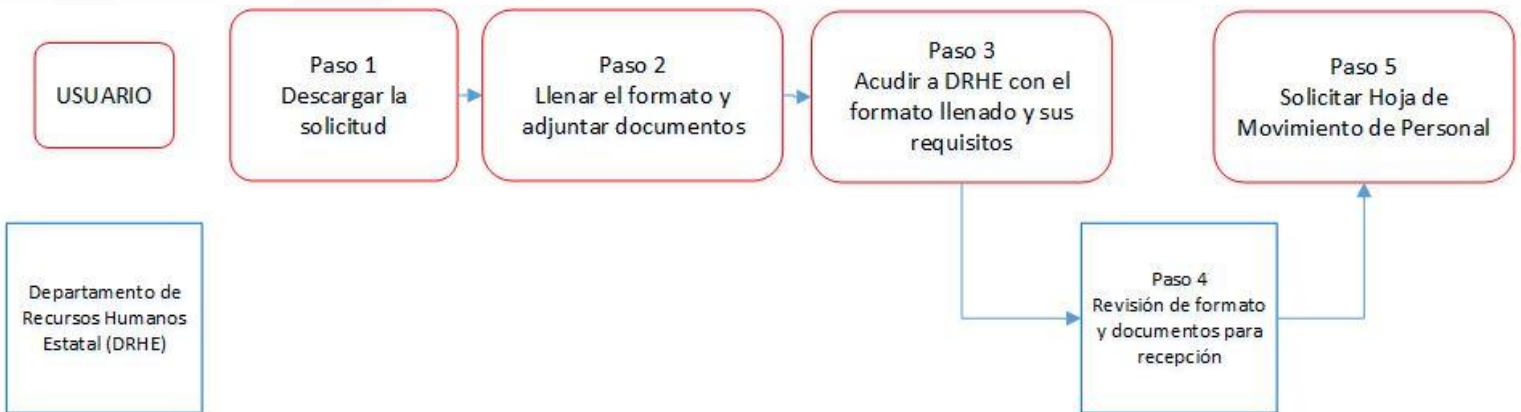 USUARIO
Paso 1
Descargar la
solicitud
Paso 2
Llenar el formato y
adjuntar documentos
Paso 3
Acudir a DRHE con el
formato llenado y sus
requisitos
Paso 5
Solicitar Hoja de
Movimiento de Personal
Departamento de
Recursos Humanos
Estatal (DRHE)
Paso 4
Revisión de formato
y documentos para
recepción